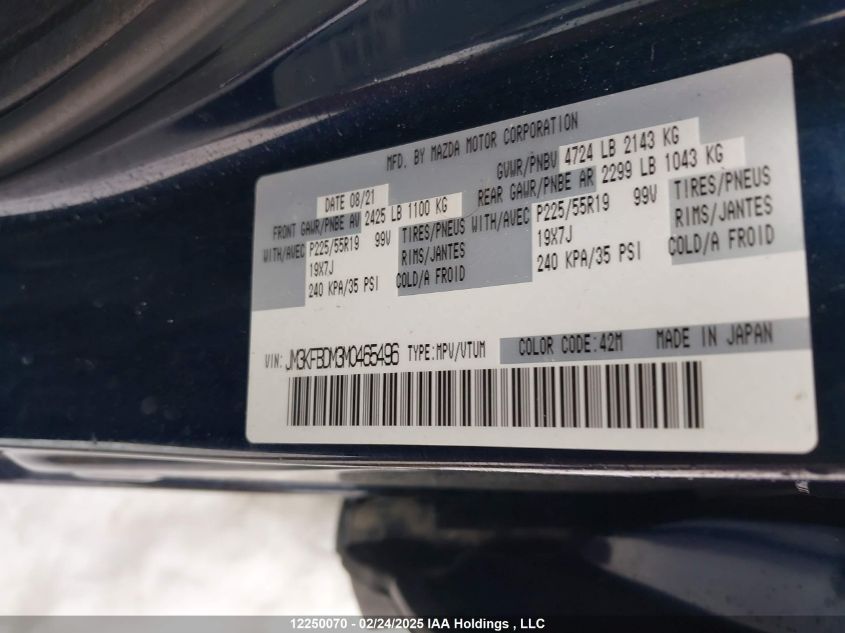 MFD. BY MAZDA MOTOR CORPORATION
DATE 08/21 GVWR/PNBV 4724 LB 2143 KG
FRONT GAWR/PNBE AV 2425 LB 1100 KG REAR GAWR/PNBE AR 2299 LB 1043 KG
WITH/AVEC P225/55R19 99V TIRES/PNEUS WITH/AVEC P225/55R19 99V TIRES/PNEUS
19X7J RIMS/JANTES 19X7J RIMS/JANTES
240 KPA/35 PSI COLD/A FROID 240 KPA/35 PSI COLD/A FROID
VIN: JM3KFBDM3M0465496 TYPE:MPV/VTUM COLOR CODE:42M MADE IN JAPAN
12250070 - 02/24/2025 IAA Holdings , LLC